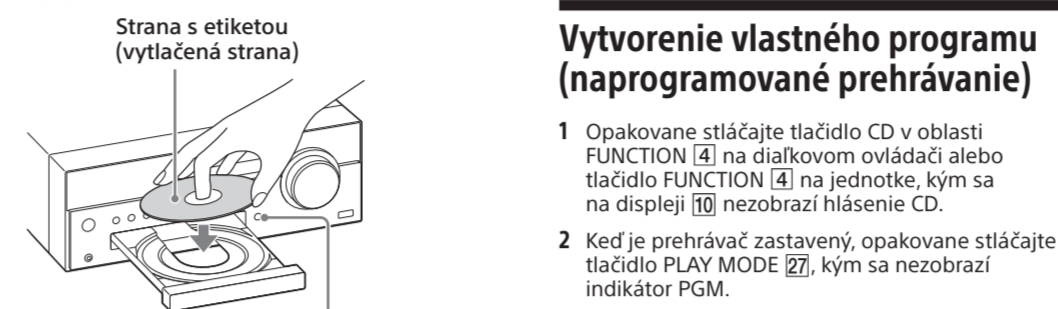 Strana s etiketou
(vytlačená strana)
Vytvorenie vlastného programu
(naprogramované prehrávanie)
1 Opakovane stláčajte tlačidlo CD v oblasti
FUNCTION 4 na diaľkovom ovládači alebo
tlačidlo FUNCTION 4 na jednotke, kým sa
na displeji 10 nezobrazí hlásenie CD.
2 Keď je prehrávač zastavený, opakovane stláčajte
tlačidlo PLAY MODE 27, kým sa nezobrazí
indikátor PGM.